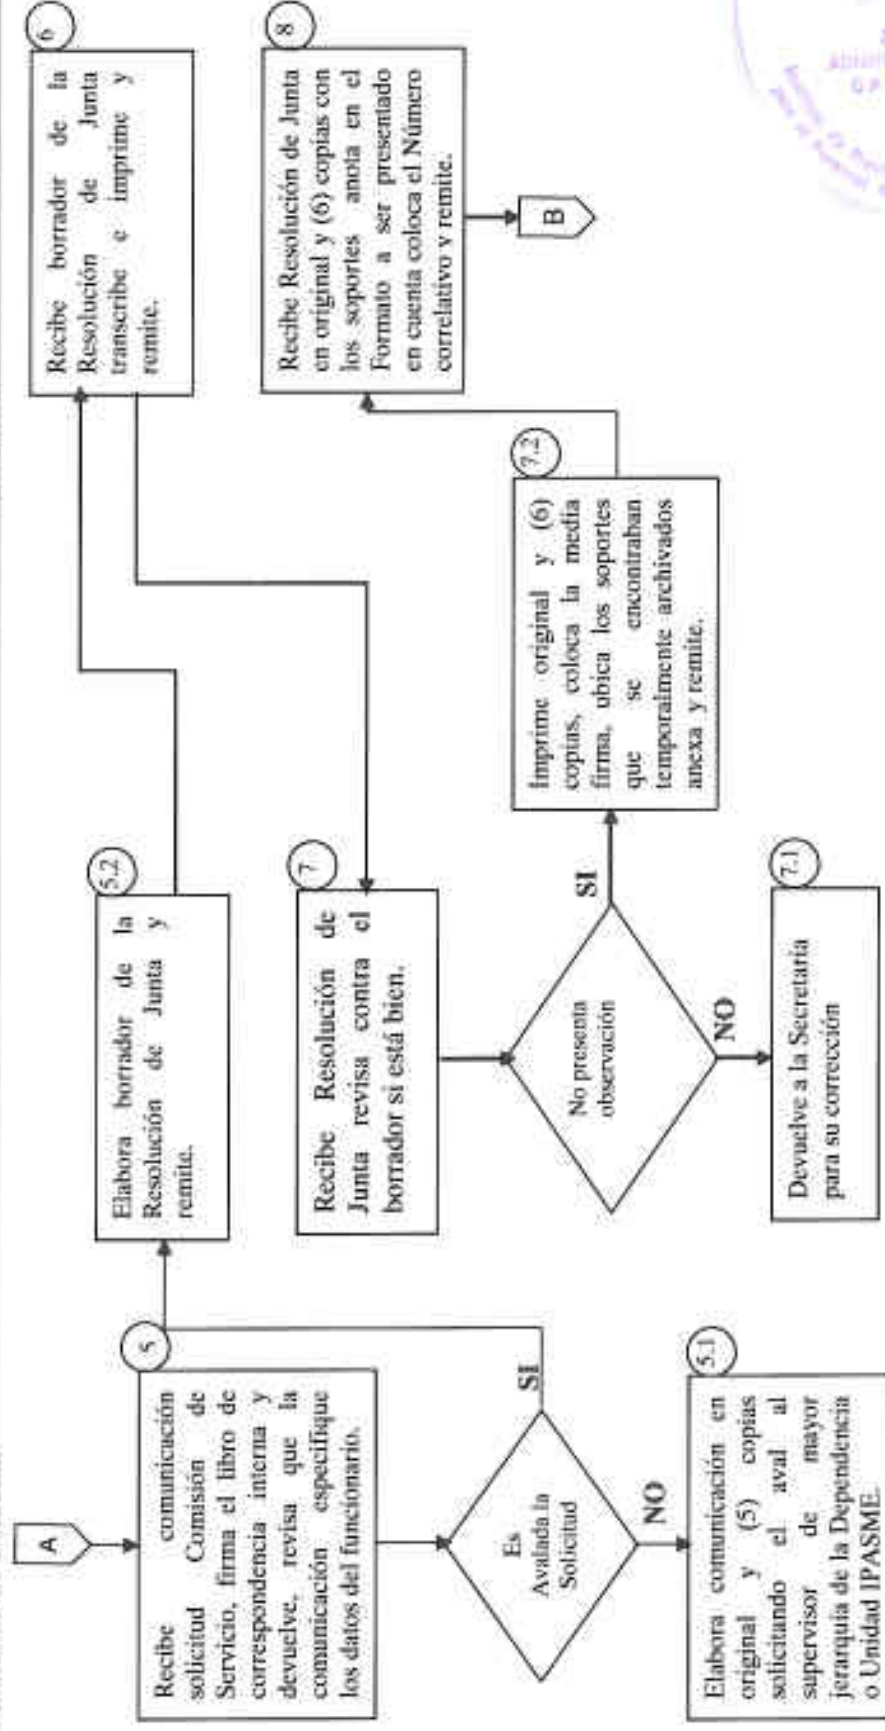 A
5
Recibe comunicación
solicitud Comisión de
Servicio, firma el libro de
correspondencia interna y
devuelve, revisa que la
comunicación especifique
los datos del funcionario.
Es
Avalada la
Solicitud
SI
NO
5.1
Elabora comunicación en
original y (5) copias
solicitando el aval al
supervisor de mayor
jerarquía de la Dependencia
o Unidad IPASME.
5.2
Elabora borrador de la
Resolución de Junta y
remite.
6
Recibe borrador de la
Resolución de Junta
transcribe e imprime y
remite.
7
Recibe Resolución de
Junta revisa contra el
borrador si está bien.
No presenta
observación
SI
NO
7.1
Devuelve a la Secretaria
para su corrección
7.2
Imprime original y (6)
copias, coloca la media
firma, ubica los soportes
que se encontraban
temporalmente archivados
anexa y remite.
8
Recibe Resolución de Junta
en original y (6) copias con
los soportes anota en el
Formato a ser presentado
en cuenta coloca el Número
correlativo y remite.
B